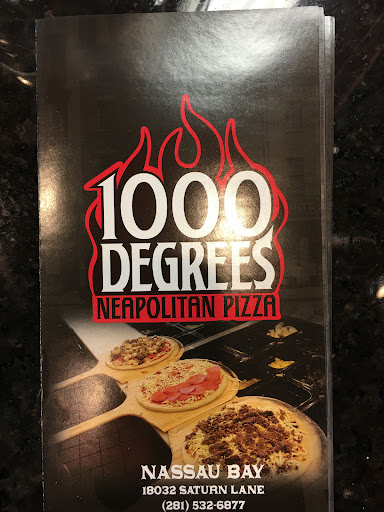 1000
DEGREES
NEAPOLITAN PIZZA
NASSAU BAY
18032 SATURN LANE
(281) 532-6877